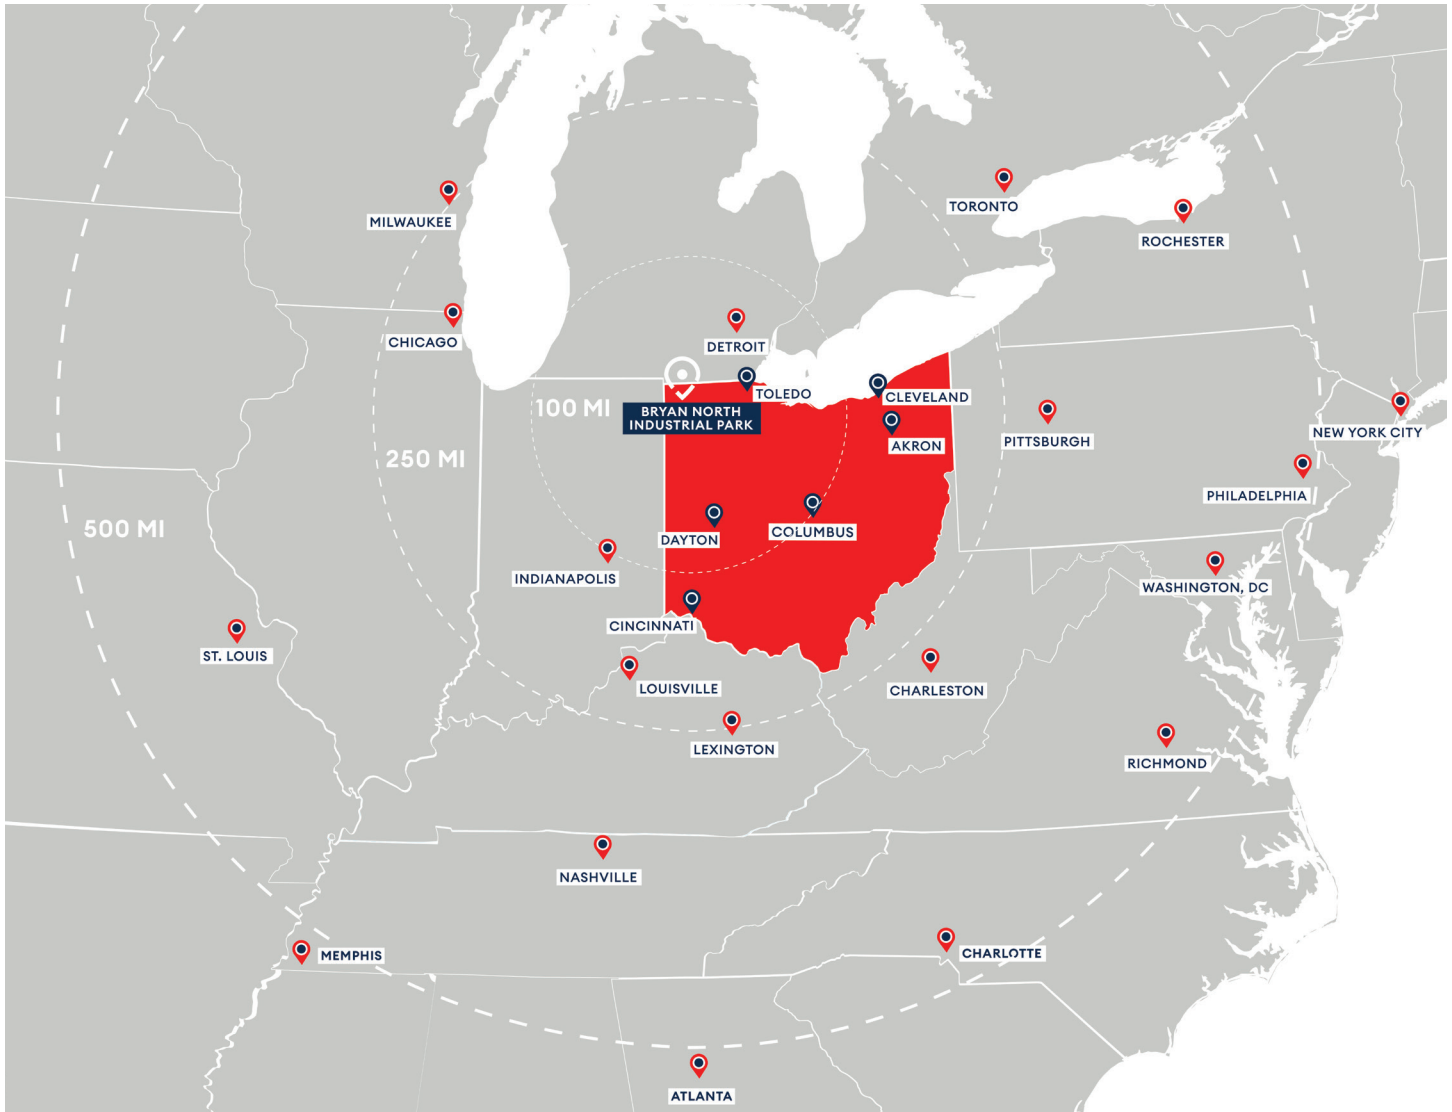 TORONTO
MILWAUKEE
ROCHESTER
CHICAGO
DETROIT
TOLEDO
CLEVELAND
100 MI
BRYAN NORTH
INDUSTRIAL PARK
NEW YORK CITY
AKRON
PITTSBURGH
250 MI
PHILADELPHIA
500 MI
COLUMBUS
DAYTON
INDIANAPOLIS
WASHINGTON, DC
CINCINNATI
ST. LOUIS
LOUISVILLE
CHARLESTON
LEXINGTON
RICHMOND
NASHVILLE
CHARLOTTE
MEMPHIS
ATLANTA